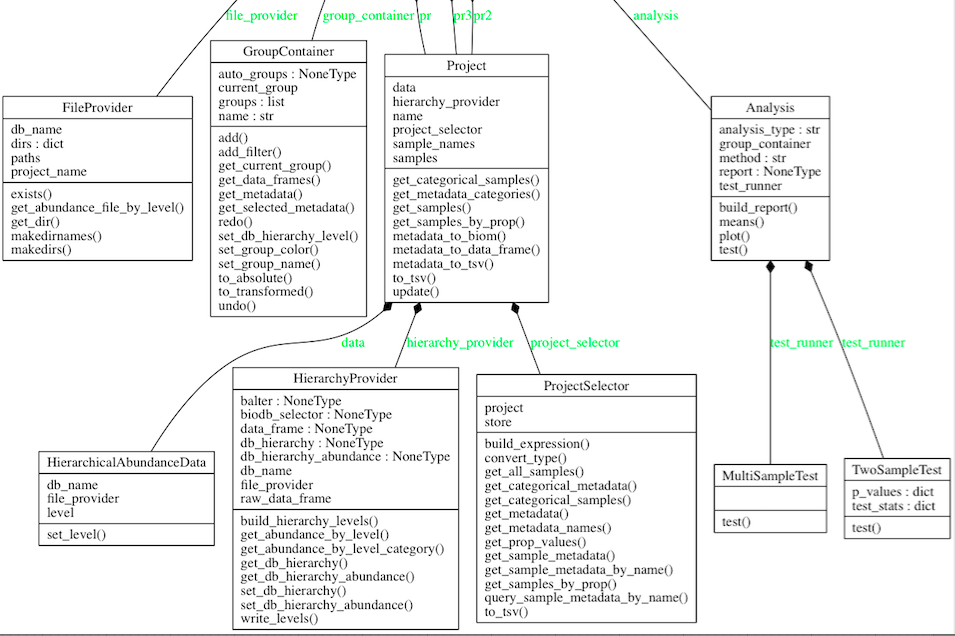 file_provider
group_container
pr
pr3
pr2
analysis
GroupContainer
auto_groups : NoneType
current_group
groups : list
name : str
add()
add_filter()
get_current_group()
get_data_frames()
get_metadata()
get_selected_metadata()
redo()
set_db_hierarchy_level()
set_group_color()
set_group_name()
to_absolute()
to_transformed()
undo()
Project
data
hierarchy_provider
name
project_selector
sample_names
samples
get_categorical_samples()
get_metadata_categories()
get_samples()
get_samples_by_prop()
metadata_to_biom()
metadata_to_data_frame()
metadata_to_tsv()
to_tsv()
update()
FileProvider
db_name
dirs : dict
paths
project_name
exists()
get_abundance_file_by_level()
get_dir()
makedirnames()
makedirs()
Analysis
analysis_type : str
group_container
method : str
report : NoneType
test_runner
build_report()
means()
plot()
test()
data
hierarchy_provider
project_selector
test_runner
test_runner
HierarchyProvider
balter : NoneType
biodb_selector : NoneType
data_frame : NoneType
db_hierarchy : NoneType
db_hierarchy_abundance : NoneType
db_name
file_provider
raw_data_frame
build_hierarchy_levels()
get_abundance_by_level()
get_abundance_by_level_category()
get_db_hierarchy()
get_db_hierarchy_abundance()
set_db_hierarchy()
set_db_hierarchy_abundance()
write_levels()
ProjectSelector
project
store
build_expression()
convert_type()
get_all_samples()
get_categorical_metadata()
get_categorical_samples()
get_metadata()
get_metadata_names()
get_prop_values()
get_sample_metadata()
get_sample_metadata_by_name()
get_samples_by_prop()
query_sample_metadata_by_name()
to_tsv()
HierarchicalAbundanceData
db_name
file_provider
level
set_level()
MultiSampleTest
test()
TwoSampleTest
p_values : dict
test_stats : dict
test()